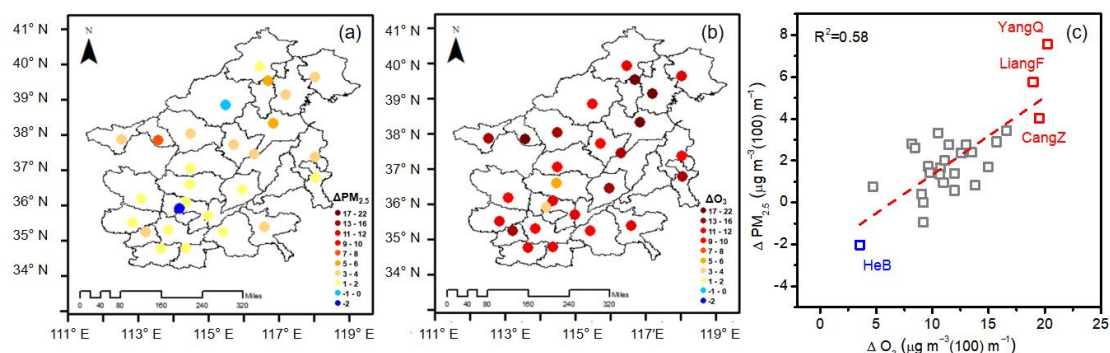 (a)
N
41° N
40° N
39° N
38° N
37° N
36° N
35° N
34° N
ΔPM2.5
17 - 22
13 - 16
11 - 12
9 - 10
7 - 8
5 - 6
3 - 4
1 - 2
-1 - 0
-2
0 40 80 160 240 320
Miles
111° E 113° E 115° E 117° E 119° E
(b)
N
41° N
40° N
39° N
38° N
37° N
36° N
35° N
34° N
ΔO3
17 - 22
13 - 16
11 - 12
9 - 10
7 - 8
5 - 6
3 - 4
1 - 2
-1 - 0
-2
0 40 80 160 240 320
Miles
111° E 113° E 115° E 117° E 119° E
(c)
R²=0.58
YangQ
LiangF
CangZ
HeB
8
6
4
2
0
-2
-4
Δ PM2.5 (μg m⁻³(100) m⁻¹)
0 5 10 15 20 25
Δ O3 (μg m⁻³(100) m⁻¹)